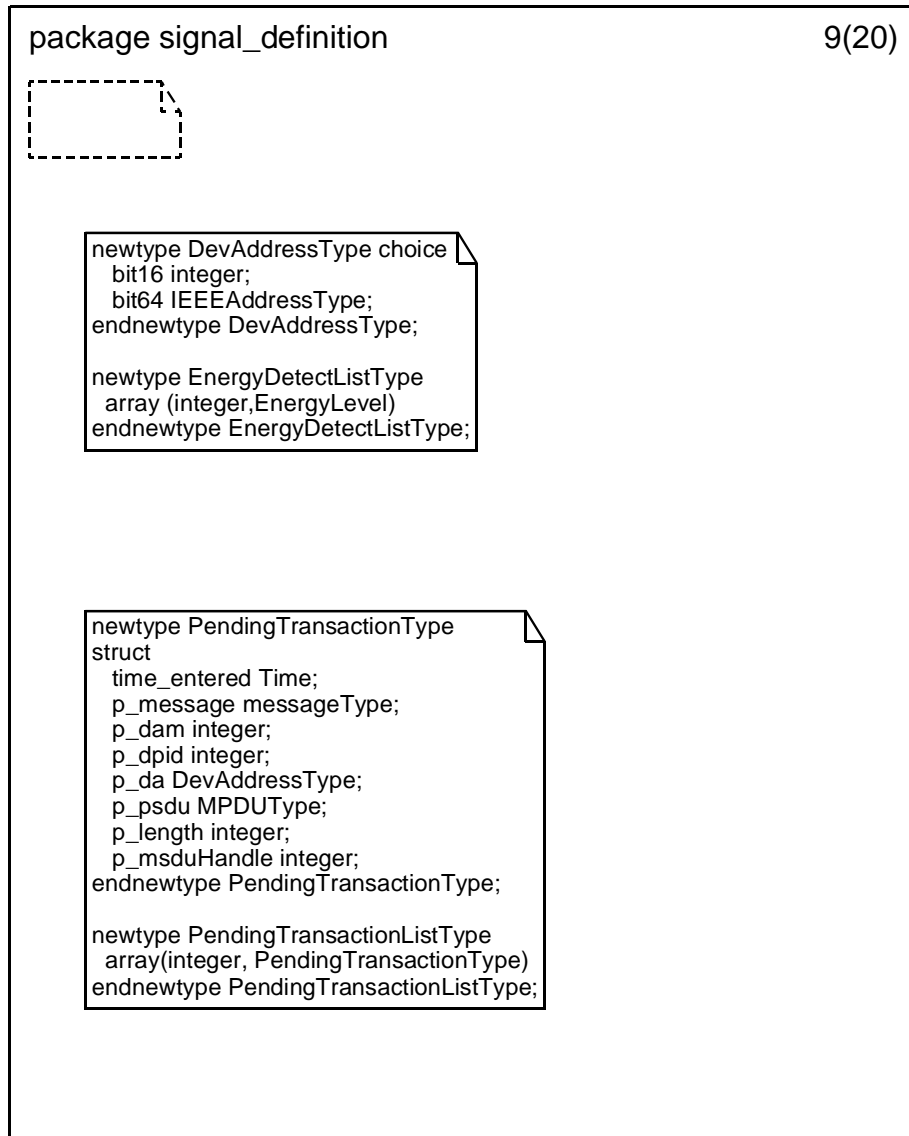 package signal_definition 9(20)
newtype DevAddressType choice
bit16 integer;
bit64 IEEEAddressType;
endnewtype DevAddressType;
newtype EnergyDetectListType
array (integer,EnergyLevel)
endnewtype EnergyDetectListType;
newtype PendingTransactionType
struct
time_entered Time;
p_message messageType;
p_dam integer;
p_dpid integer;
p_da DevAddressType;
p_psdu MPDUType;
p_length integer;
p_msduHandle integer;
endnewtype PendingTransactionType;
newtype PendingTransactionListType
array(integer, PendingTransactionType)
endnewtype PendingTransactionListType;